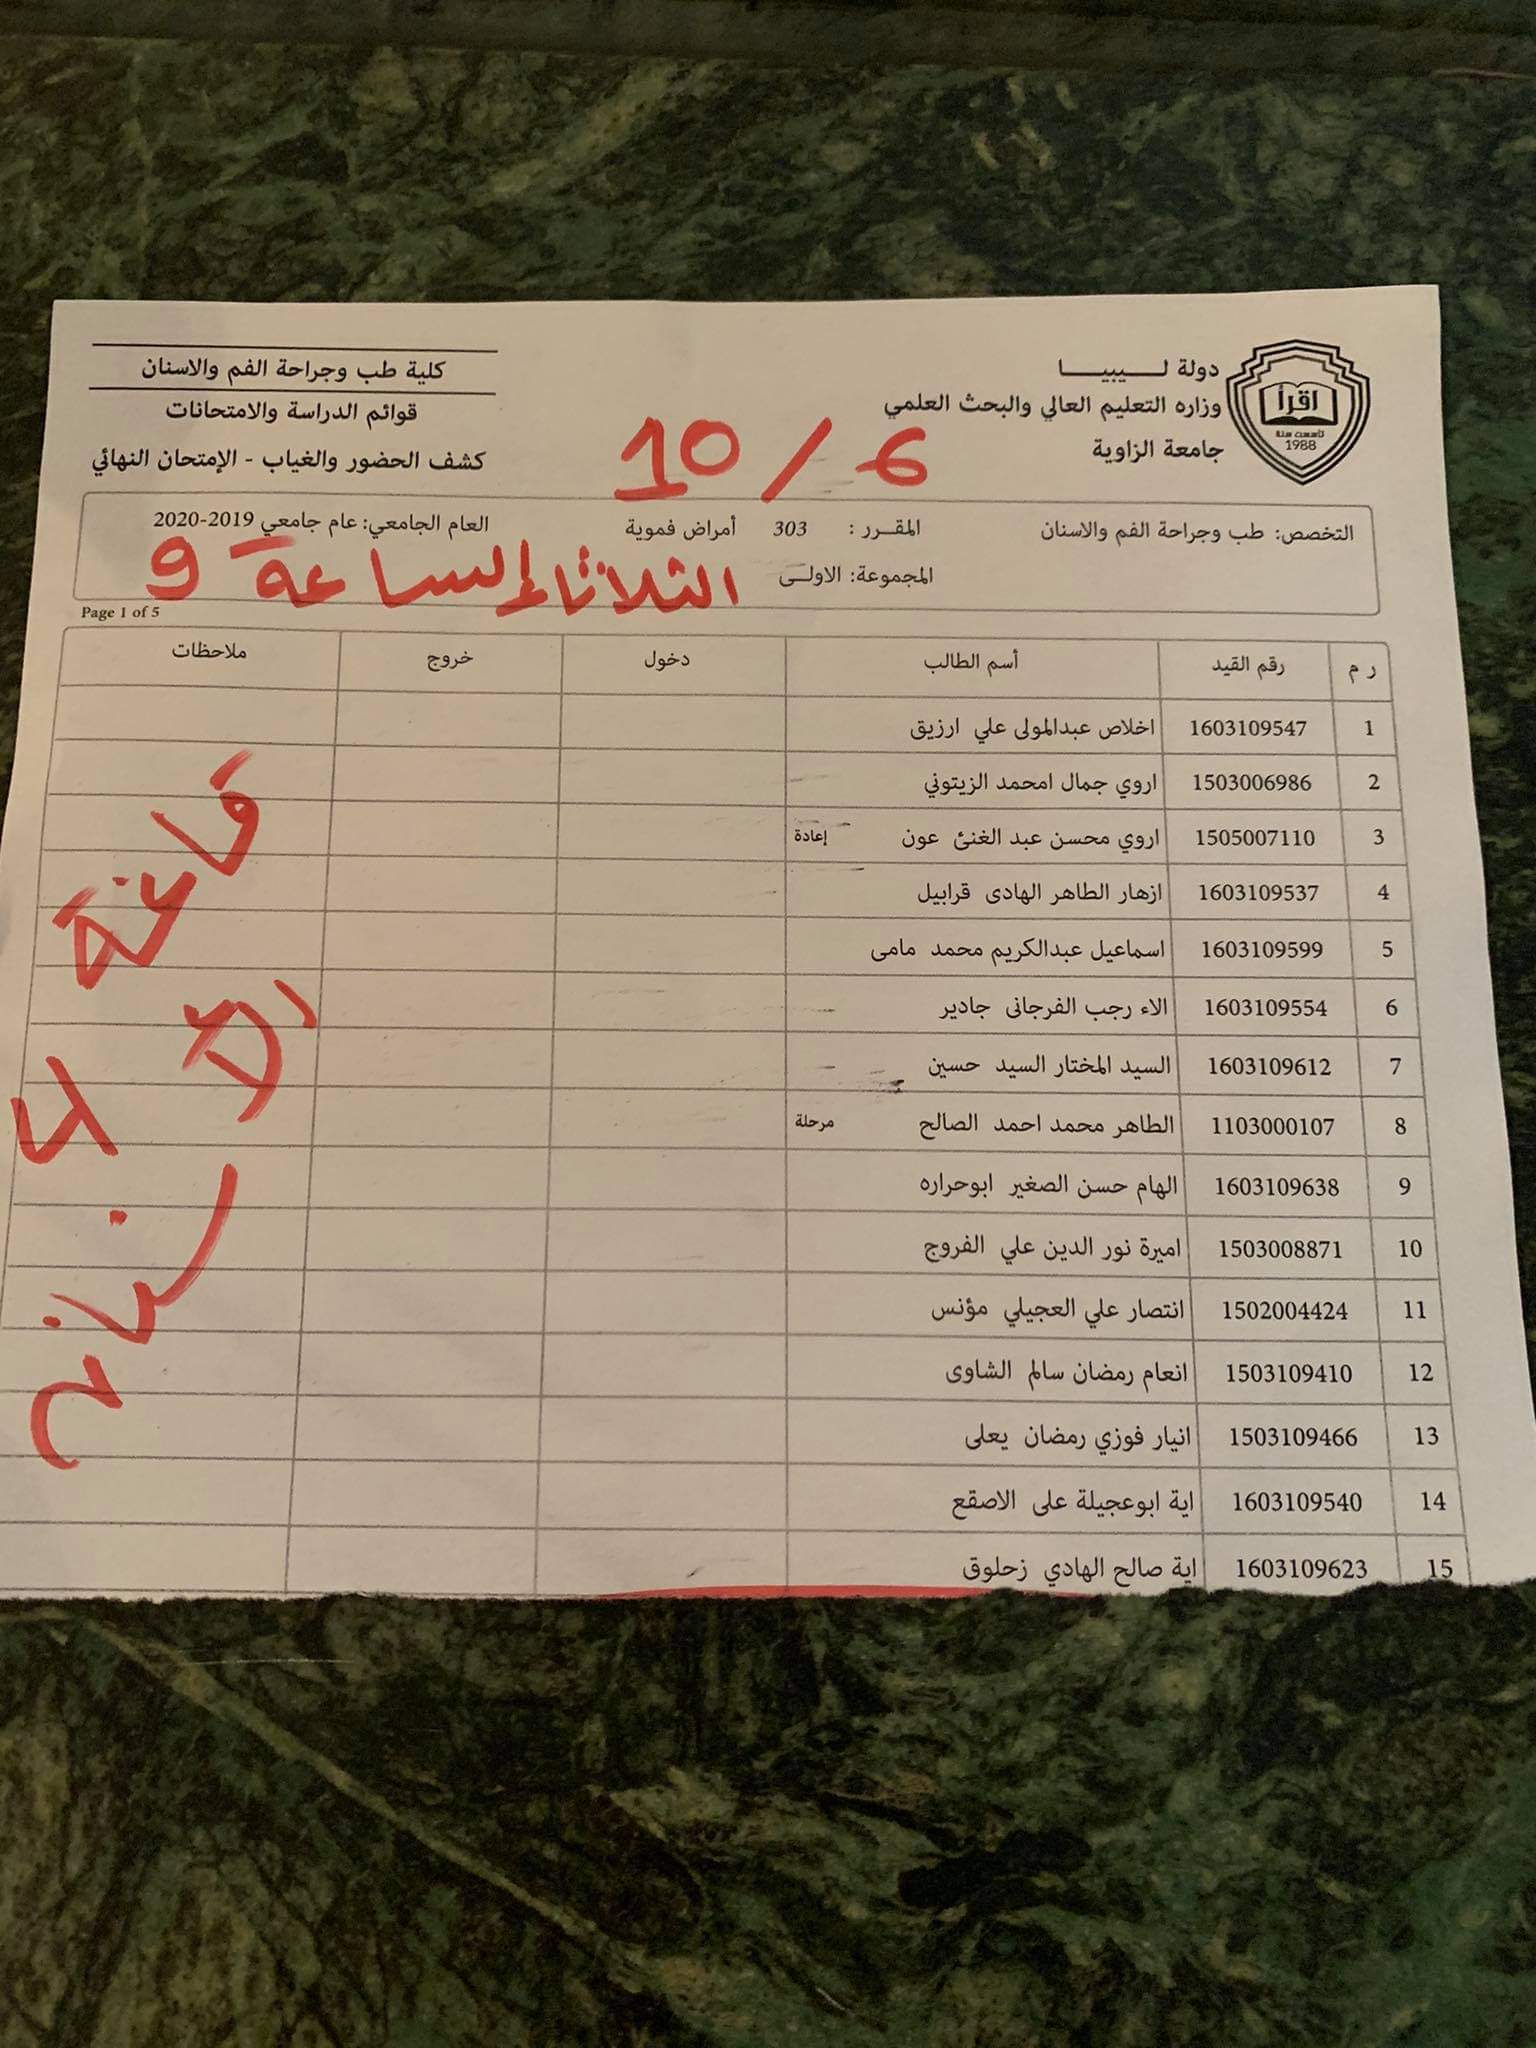 دولة لـــيبيـــا
وزاره التعليم العالي والبحث العلمي
جامعة الزاوية
اقرأ
تأسست سنة
1988
كلية طب وجراحة الفم والاسنان
قوائم الدراسة والامتحانات
كشف الحضور والغياب - الإمتحان النهائي
10 / 6
التخصص: طب وجراحة الفم والاسنان المقـــرر : 303 أمراض فموية العام الجامعي: عام جامعي 2019-2020
المجموعة: الاولــى
الثلاثاء الساعة 9
Page 1 of 5
ر م رقم القيد أسم الطالب دخول خروج ملاحظات
1 1603109547 اخلاص عبدالمولى علي ارزيق
2 1503006986 اروي جمال امحمد الزيتوني
3 1505007110 اروي محسن عبد الغنئ عون إعادة
4 1603109537 ازهار الطاهر الهادى قرابيل
5 1603109599 اسماعيل عبدالكريم محمد مامى
6 1603109554 الاء رجب الفرجانى جادير
7 1603109612 السيد المختار السيد حسين
8 1103000107 الطاهر محمد احمد الصالح مرحلة
9 1603109638 الهام حسن الصغير ابوحراره
10 1503008871 اميرة نور الدين علي الفروج
11 1502004424 انتصار علي العجيلي مؤنس
12 1503109410 انعام رمضان سالم الشاوى
13 1503109466 انيار فوزي رمضان يعلى
14 1603109540 اية ابوعجيلة على الاصقع
15 1603109623 اية صالح الهادي زحلوق
قاعة